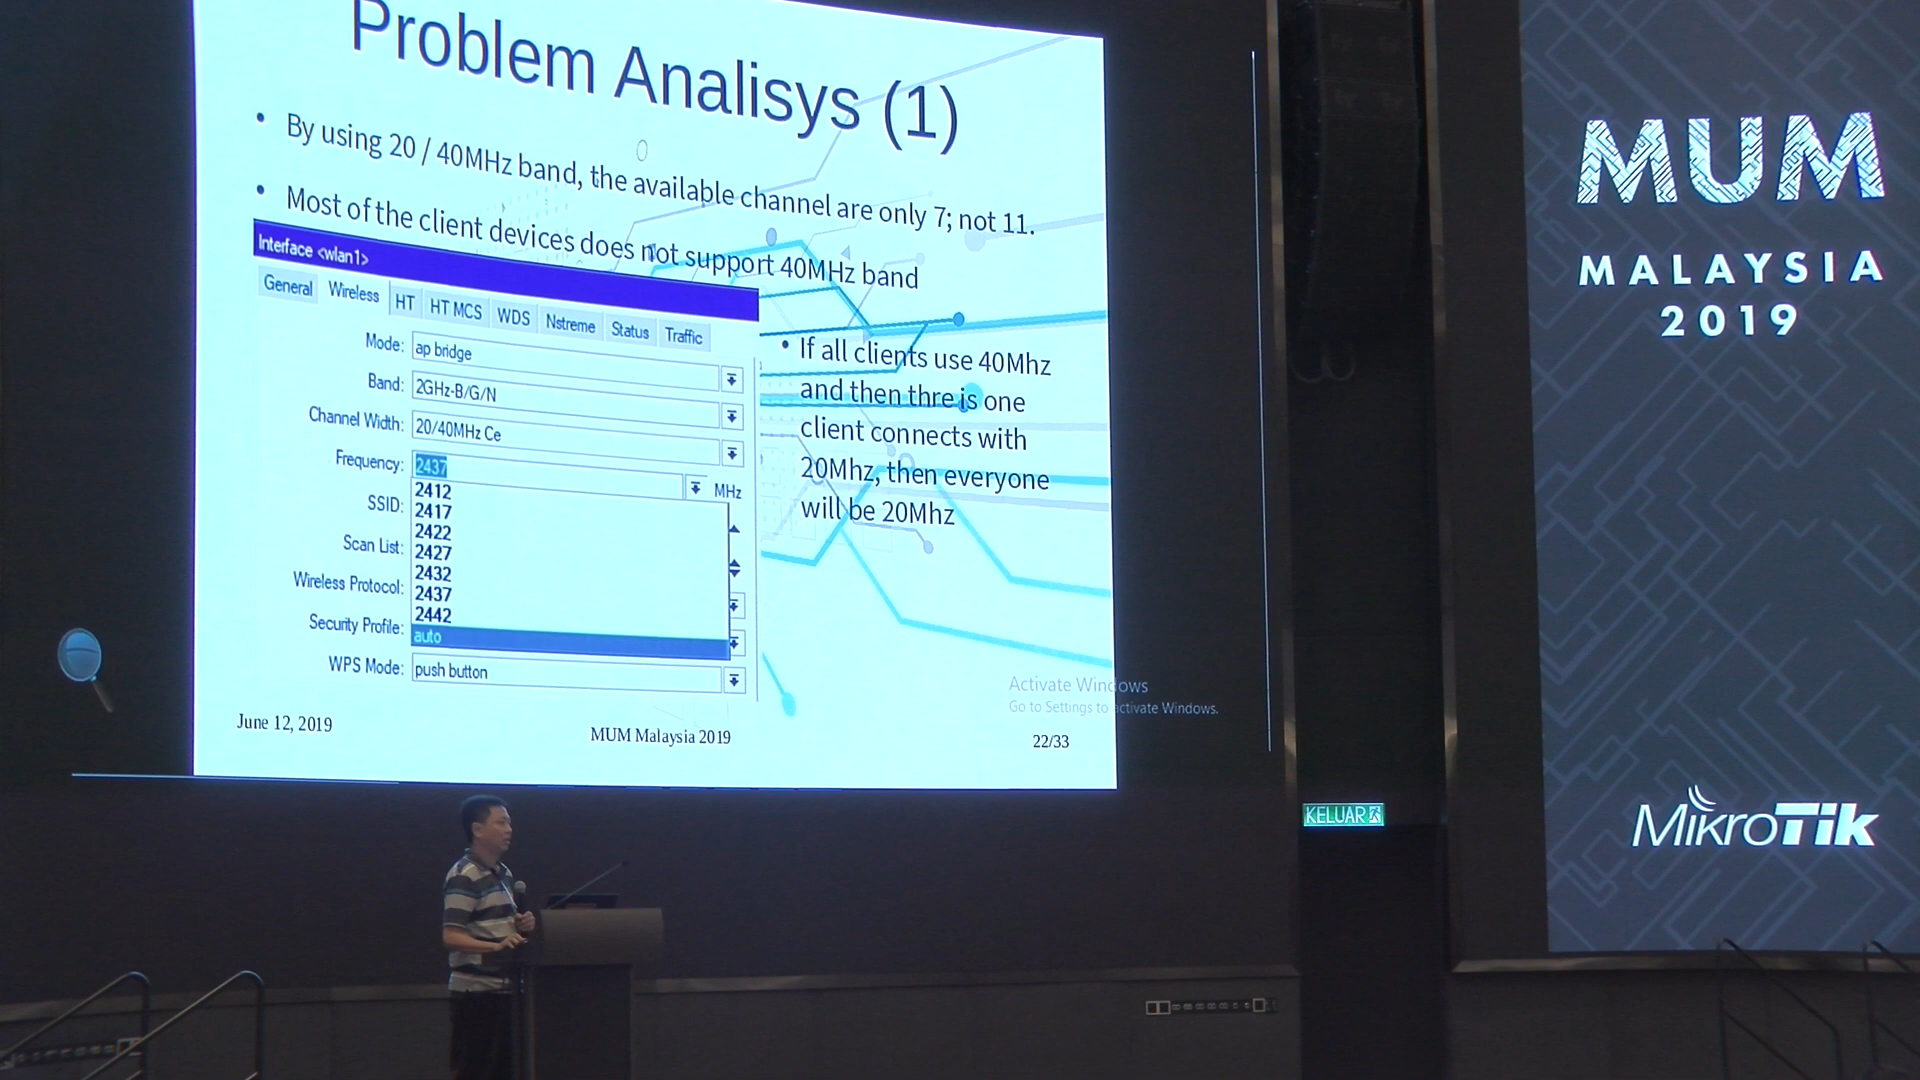 Problem Analisys (1)
• By using 20 / 40MHz band, the available channel are only 7; not 11.
• Most of the client devices does not support 40MHz band
Interface <wlan1>
General Wireless HT HT MCS WDS Nstreme Status Traffic
Mode: ap bridge
Band: 2GHz-B/G/N
Channel Width: 20/40MHz Ce
Frequency: 2437 MHz
2412
SSID: 2417
2422
Scan List: 2427
2432
Wireless Protocol: 2437
2442
Security Profile: auto
WPS Mode: push button
• If all clients use 40Mhz
and then thre is one
client connects with
20Mhz, then everyone
will be 20Mhz
Activate Windows
Go to Settings to activate Windows.
June 12, 2019
MUM Malaysia 2019
22/33
MUM
MALAYSIA
2019
KELUAR
MikroTik